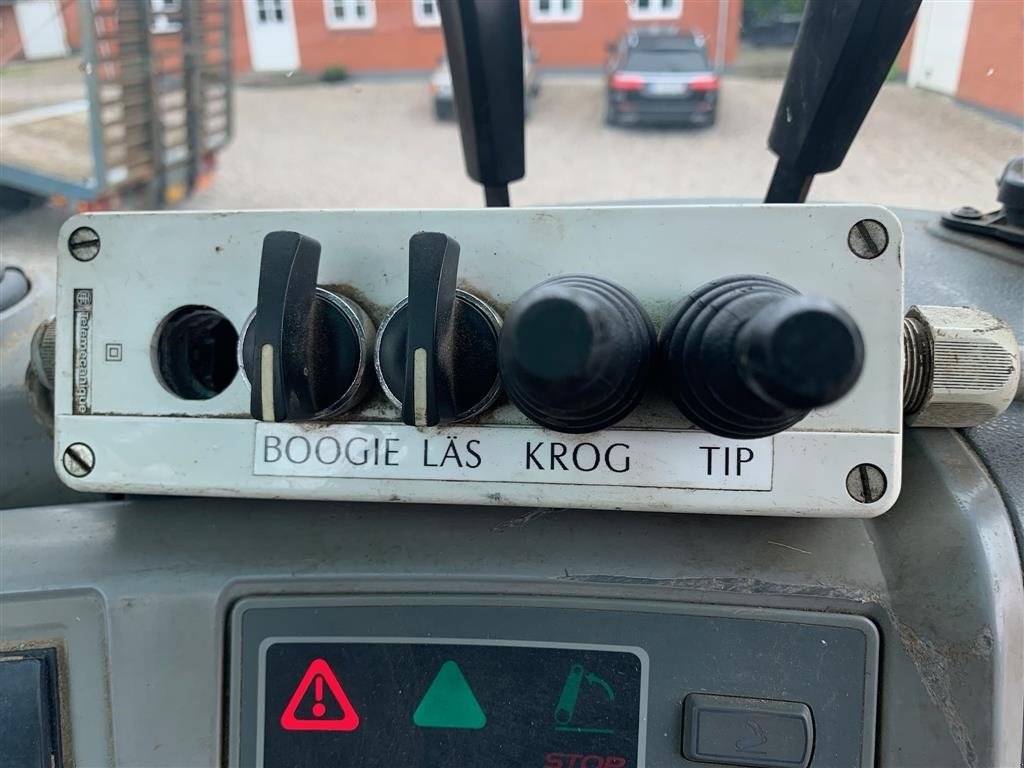 Telemecanique
BOOGIE LÄS KROG TIP
STOP